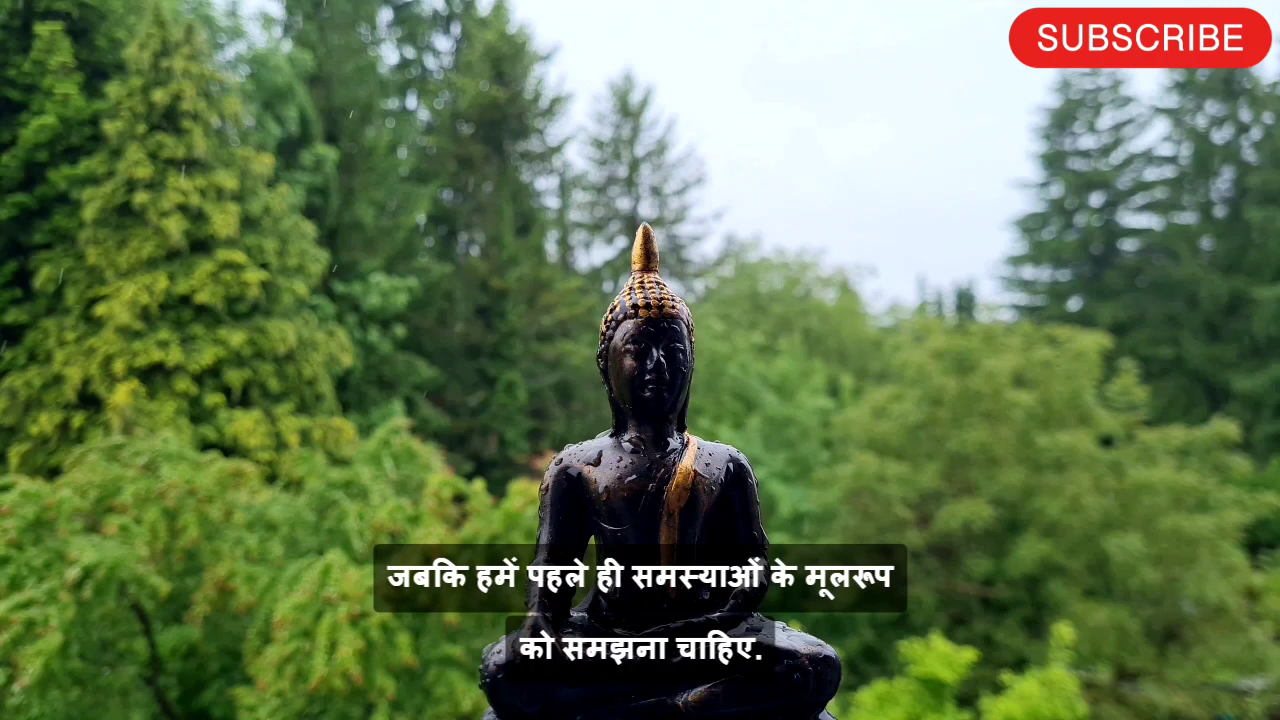 SUBSCRIBE
जबकि हमें पहले ही समस्याओं के मूलरूप
को समझना चाहिए.